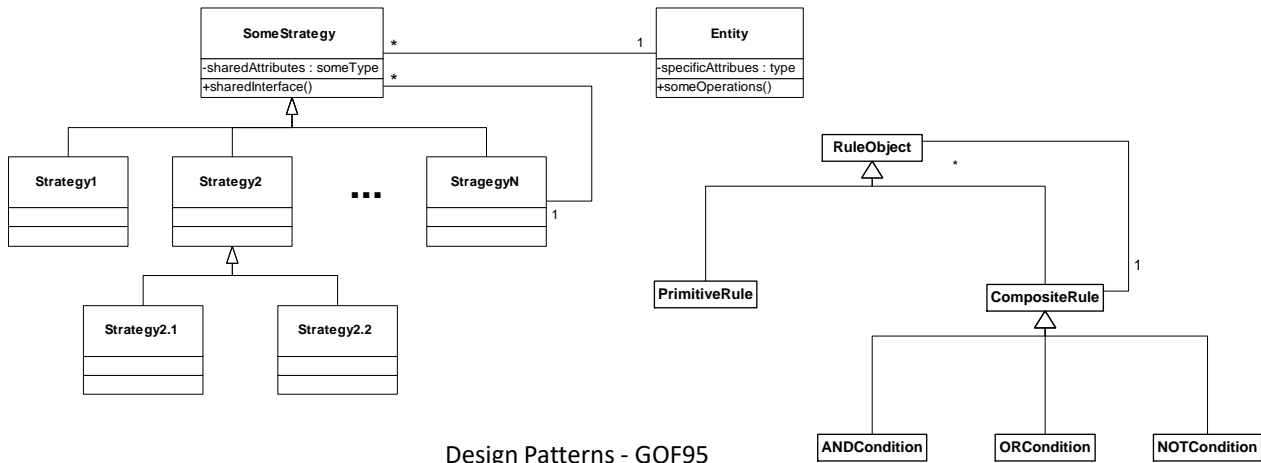 SomeStrategy
-sharedAttributes : someType
+sharedInterface()
*
*
1
Entity
-specificAttribues : type
+someOperations()
Strategy1
Strategy2
...
StragegyN
1
Strategy2.1
Strategy2.2
RuleObject
*
PrimitiveRule
1
CompositeRule
ANDCondition
ORCondition
NOTCondition
Design Patterns - GOF95